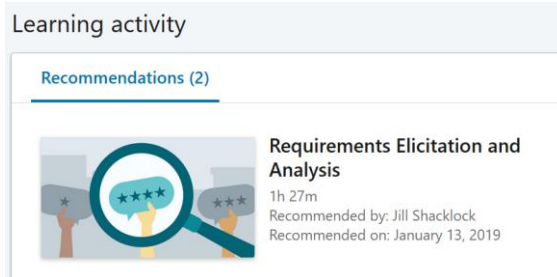 Learning activity
Recommendations (2)
Requirements Elicitation and
Analysis
1h 27m
Recommended by: Jill Shacklock
Recommended on: January 13, 2019